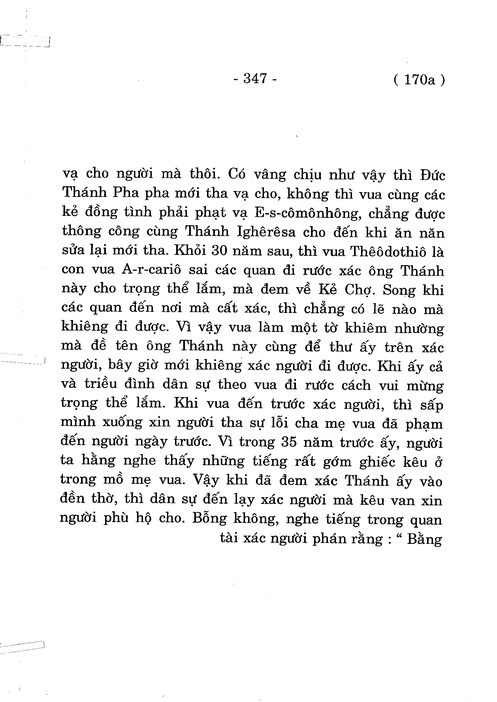 - 347 - ( 170a )
vạ cho người mà thôi. Có vâng chịu như vậy thì Đức
Thánh Pha pha mới tha vạ cho, không thì vua cùng các
kẻ đồng tình phải phạt vạ E-s-cômônhông, chẳng được
thông công cùng Thánh Ighêrêsa cho đến khi ăn năn
sửa lại mới tha. Khỏi 30 năm sau, thì vua Thêôdothiô là
con vua A-r-cariô sai các quan đi rước xác ông Thánh
này cho trọng thể lắm, mà đem về Kẻ Chợ. Song khi
các quan đến nơi mà cất xác, thì chẳng có lẽ nào mà
khiêng đi được. Vì vậy vua làm một tờ khiêm nhường
mà đề tên ông Thánh này cùng để thư ấy trên xác
người, bây giờ mới khiêng xác người đi được. Khi ấy cả
và triều đình dân sự theo vua đi rước cách vui mừng
trọng thể lắm. Khi vua đến trước xác người, thì sấp
mình xuống xin người tha sự lỗi cha mẹ vua đã phạm
đến người ngày trước. Vì trong 35 năm trước ấy, người
ta hằng nghe thấy những tiếng rất gớm ghiếc kêu ở
trong mồ mẹ vua. Vậy khi đã đem xác Thánh ấy vào
đền thờ, thì dân sự đến lạy xác người mà kêu van xin
người phù hộ cho. Bỗng không, nghe tiếng trong quan
tài xác người phán rằng : “ Bằng